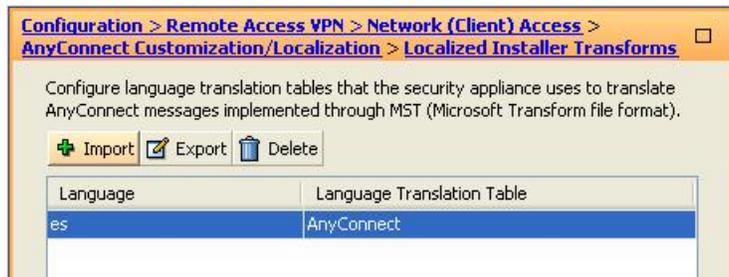 Configuration > Remote Access VPN > Network (Client) Access >
AnyConnect Customization/Localization > Localized Installer Transforms
Configure language translation tables that the security appliance uses to translate
AnyConnect messages implemented through MST (Microsoft Transform file format).
Import Export Delete
Language Language Translation Table
es AnyConnect